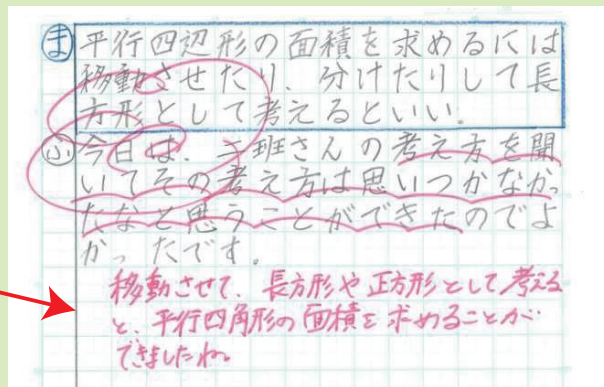 ま 平行四辺形の面積を求めるには
移動させたり、分けたりして長
方形として考えるといい。
ふ 今日は、二班さんの考え方を聞
いてその考え方は思いつかなかっ
たなと思うことができたのでよ
かったです。
移動させて、長方形や正方形として考える
と、平行四角形の面積を求めることが
できましたね。